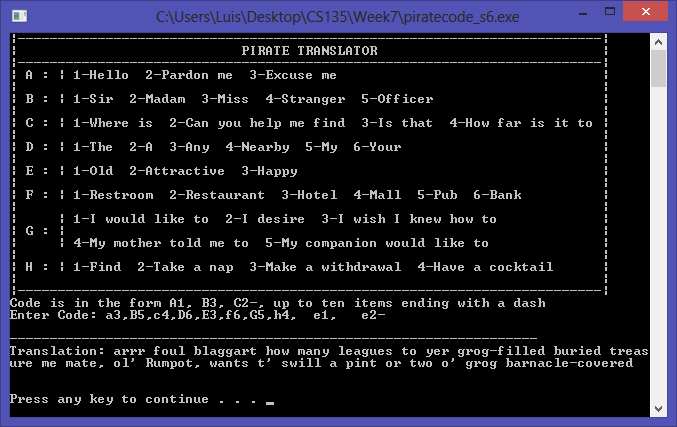 C:\Users\Luis\Desktop\CS135\Week7\piratecode_s6.exe
PIRATE TRANSLATOR
A : | 1-Hello 2-Pardon me 3-Excuse me
B : | 1-Sir 2-Madam 3-Miss 4-Stranger 5-Officer
C : | 1-Where is 2-Can you help me find 3-Is that 4-How far is it to
D : | 1-The 2-A 3-Any 4-Nearby 5-My 6-Your
E : | 1-Old 2-Attractive 3-Happy
F : | 1-Restroom 2-Restaurant 3-Hotel 4-Mall 5-Pub 6-Bank
| 1-I would like to 2-I desire 3-I wish I knew how to
G : |
| 4-My mother told me to 5-My companion would like to
H : | 1-Find 2-Take a nap 3-Make a withdrawal 4-Have a cocktail
Code is in the form A1, B3, C2-, up to ten items ending with a dash
Enter Code: a3,B5,c4,D6,E3,f6,G5,h4, e1, e2-
Translation: arrr foul blaggart how many leagues to yer grog-filled buried treas
ure me mate, ol' Rumpot, wants t' swill a pint or two o' grog barnacle-covered
Press any key to continue . . . _